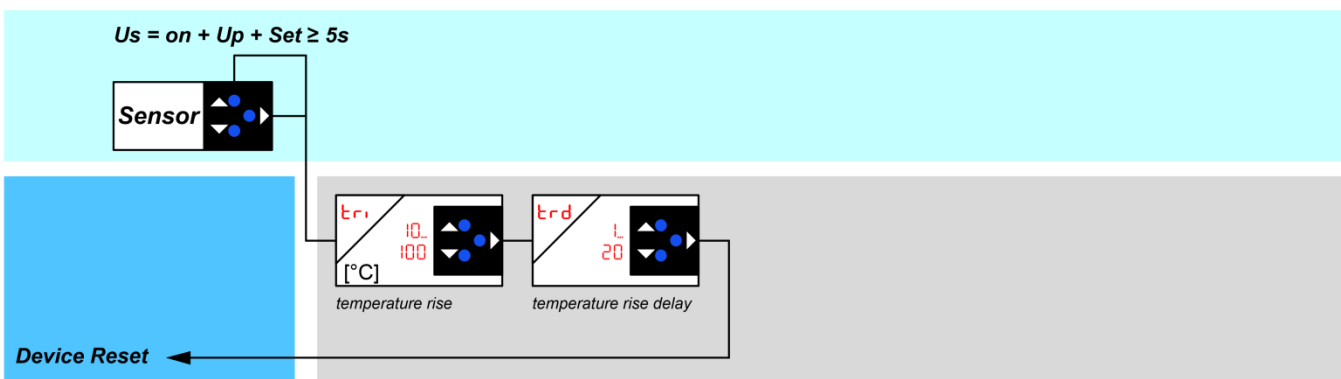 Us = on + Up + Set ≥ 5s
Sensor
tri
10...
100
[°C]
temperature rise
trd
1...
20
temperature rise delay
Device Reset